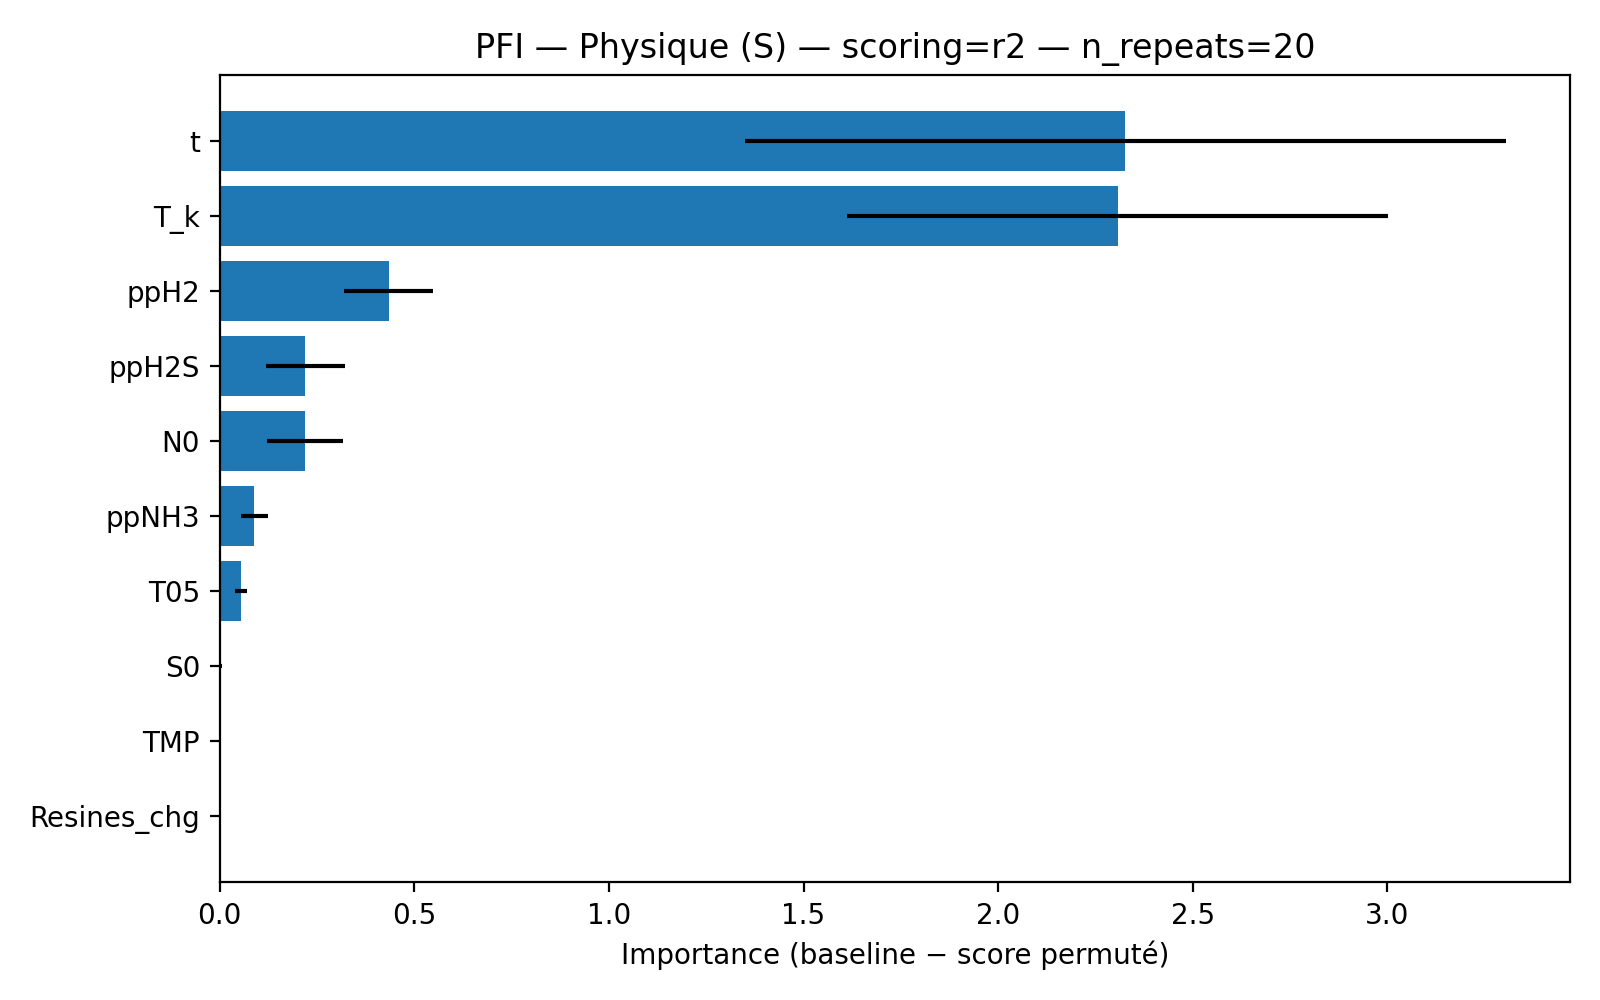 PFI — Physique (S) — scoring=r2 — n_repeats=20
t
T_k
ppH2
ppH2S
N0
ppNH3
T05
S0
TMP
Resines_chg
0.0 0.5 1.0 1.5 2.0 2.5 3.0
Importance (baseline − score permuté)